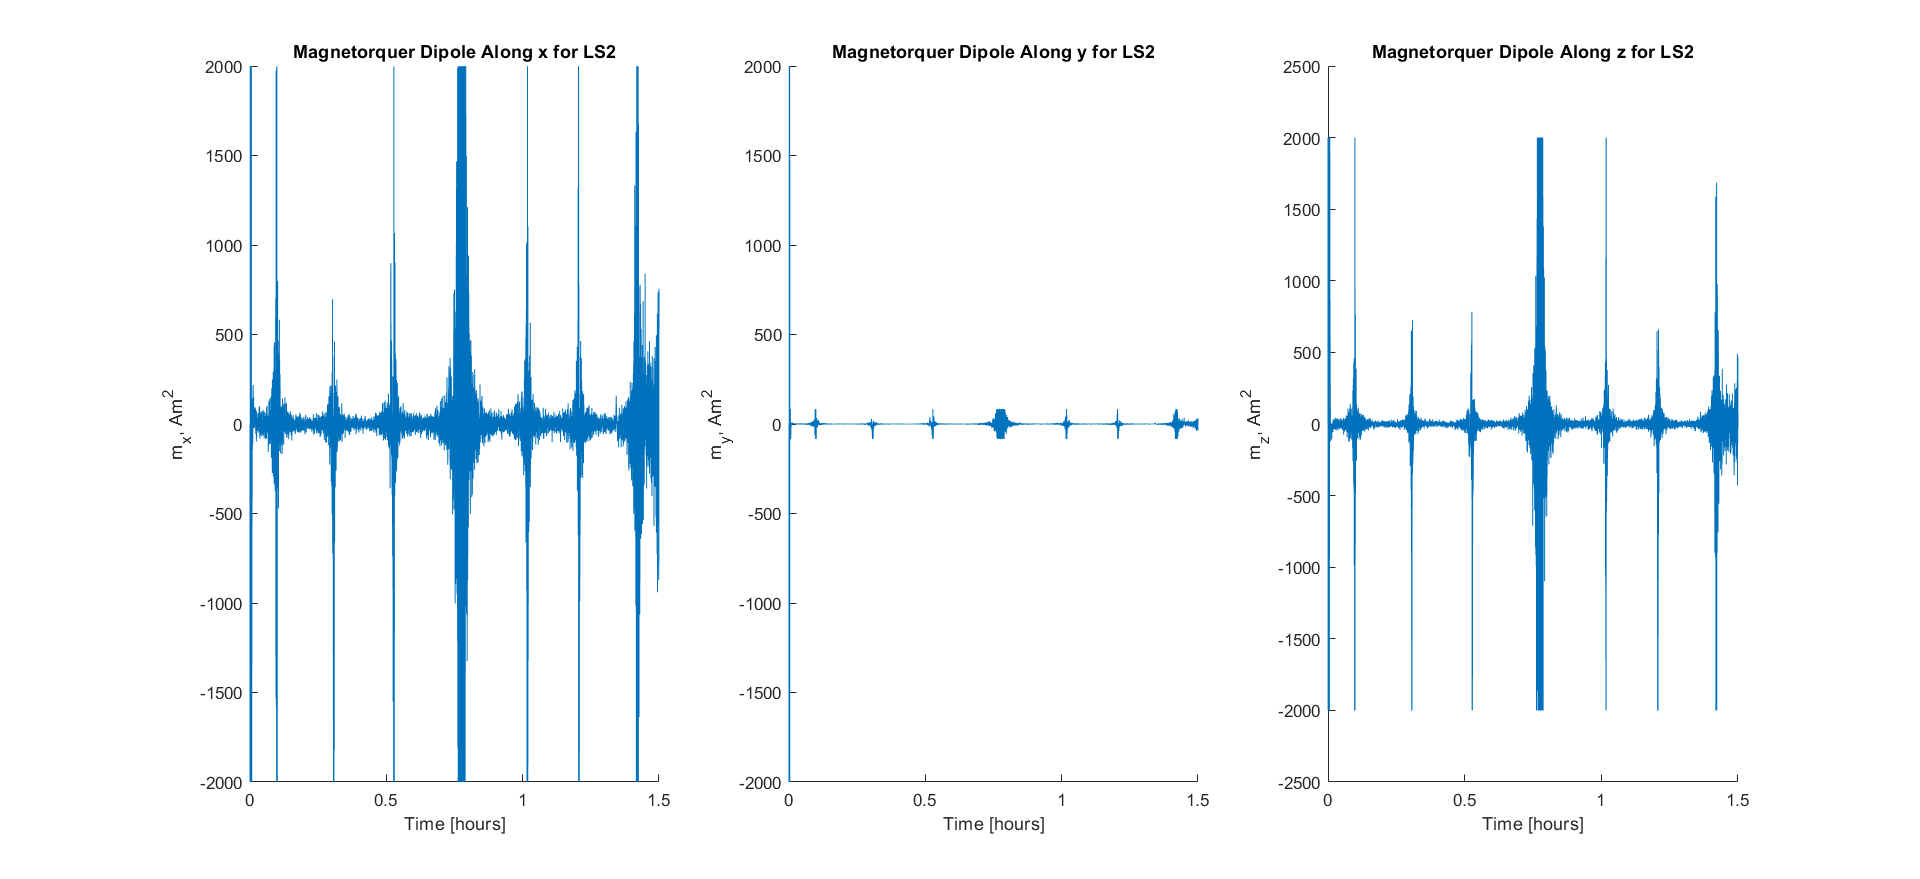 Magnetorquer Dipole Along x for LS2
2000
1500
1000
500
0
-500
-1000
-1500
-2000
m_x, Am^2
0 0.5 1 1.5
Time [hours]
Magnetorquer Dipole Along y for LS2
2000
1500
1000
500
0
-500
-1000
-1500
-2000
m_y, Am^2
0 0.5 1 1.5
Time [hours]
Magnetorquer Dipole Along z for LS2
2500
2000
1500
1000
500
0
-500
-1000
-1500
-2000
-2500
m_z, Am^2
0 0.5 1 1.5
Time [hours]